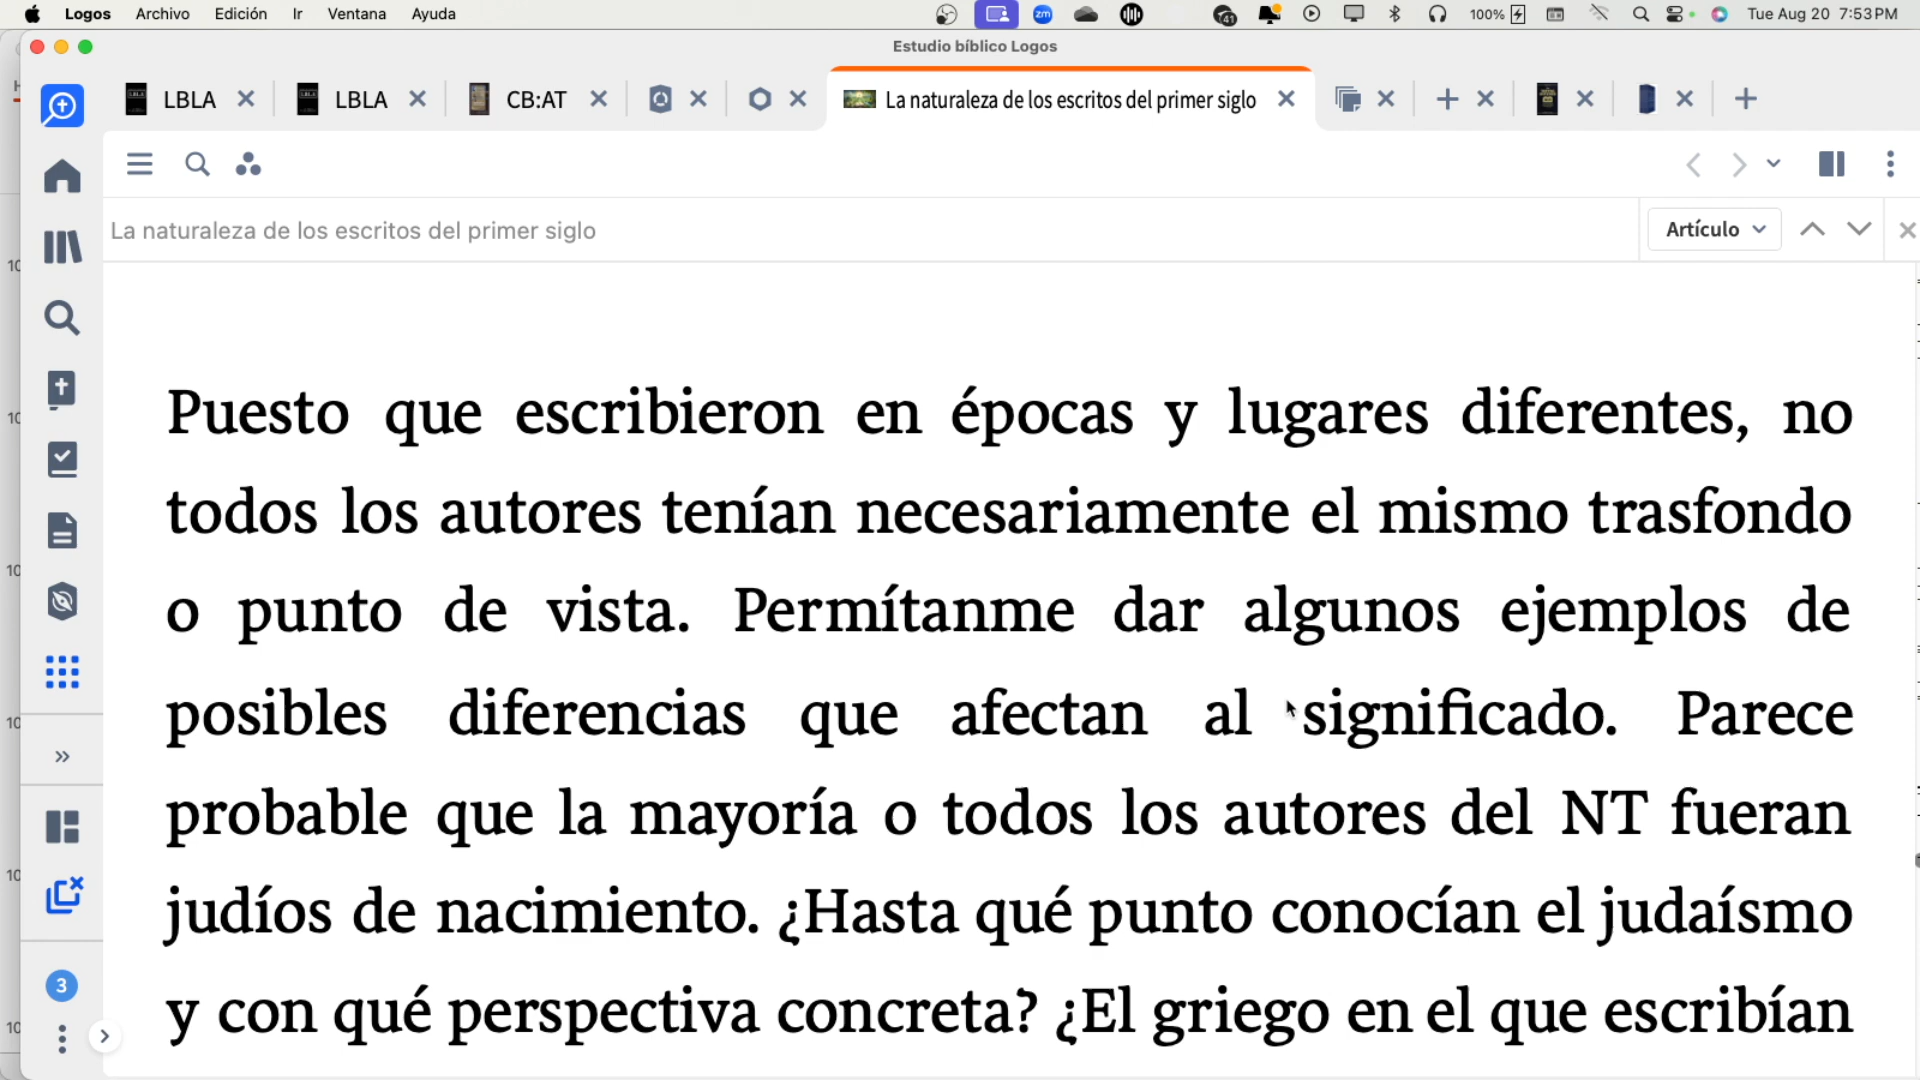 Logos Archivo Edición Ir Ventana Ayuda
zm 41 100% Tue Aug 20 7:53 PM
Estudio bíblico Logos
LBLA LBLA CB:AT La naturaleza de los escritos del primer siglo
La naturaleza de los escritos del primer siglo Artículo
Puesto que escribieron en épocas y lugares diferentes, no
todos los autores tenían necesariamente el mismo trasfondo
o punto de vista. Permítanme dar algunos ejemplos de
posibles diferencias que afectan al significado. Parece
probable que la mayoría o todos los autores del NT fueran
judíos de nacimiento. ¿Hasta qué punto conocían el judaísmo
y con qué perspectiva concreta? ¿El griego en el que escribían
3